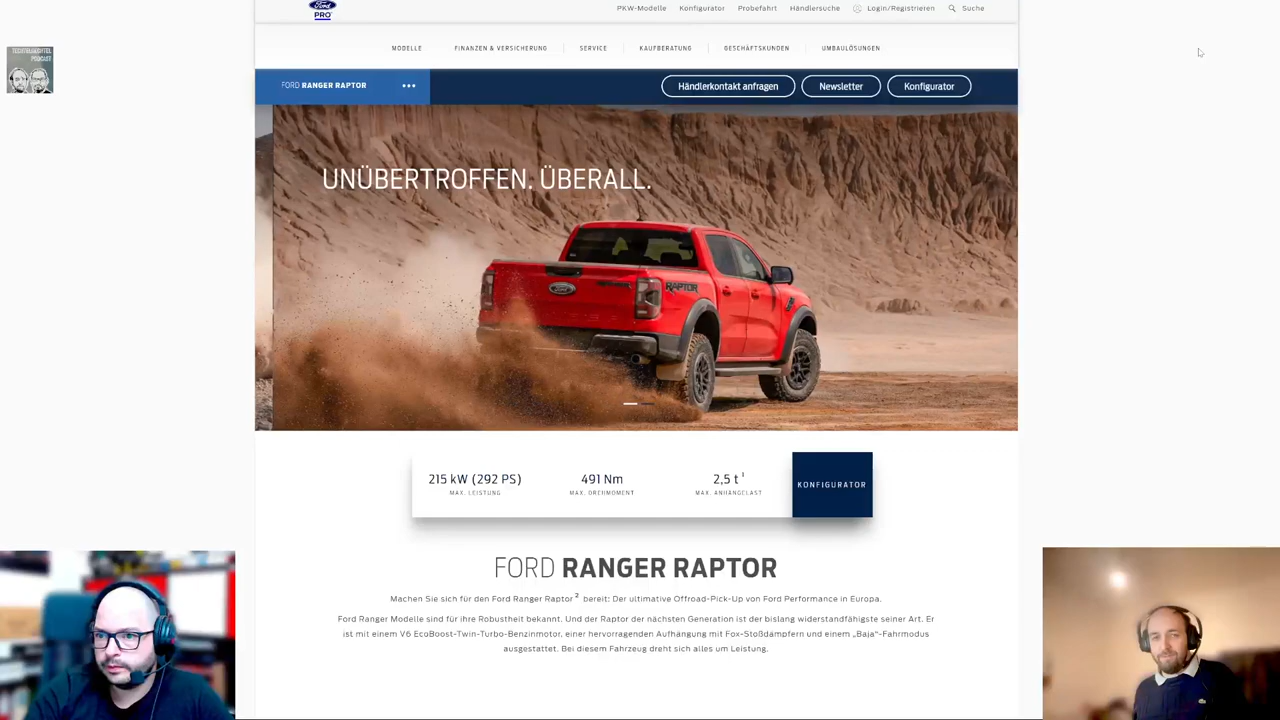 Ford
PRO
PKW-Modelle Konfigurator Probefahrt Händlersuche Login/Registrieren Suche
MODELLE FINANZEN & VERSICHERUNG SERVICE KAUFBERATUNG GESCHÄFTSKUNDEN UMBAULÖSUNGEN
PODCAST
FORD RANGER RAPTOR ••• Händlerkontakt anfragen Newsletter Konfigurator
UNÜBERTROFFEN. ÜBERALL.
RAPTOR
Ford
215 kW (292 PS) 491 Nm 2,5 t ¹
MAX. LEISTUNG MAX. DREHMOMENT MAX. ANHÄNGLAST
KONFIGURATOR
FORD RANGER RAPTOR
Machen Sie sich für den Ford Ranger Raptor ² bereit: Der ultimative Offroad-Pick-Up von Ford Performance in Europa.
Ford Ranger Modelle sind für ihre Robustheit bekannt. Und der Raptor der nächsten Generation ist der bislang widerstandsfähigste seiner Art. Er
ist mit einem V6 EcoBoost-Twin-Turbo-Benzinmotor, einer hervorragenden Aufhängung mit Fox-Stoßdämpfern und einem „Baja"-Fahrmodus
ausgestattet. Bei diesem Fahrzeug dreht sich alles um Leistung.